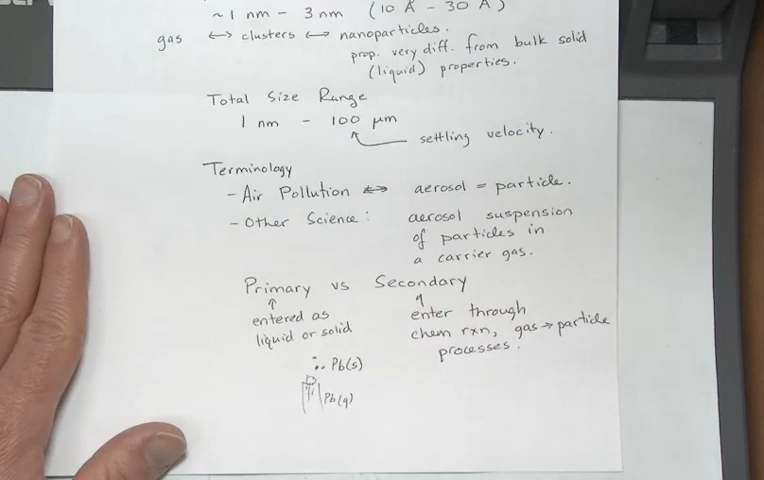 ~ 1 nm - 3 nm (10 Å - 30 Å)
gas ↔ clusters ↔ nanoparticles.
prop. very diff. from bulk solid
(liquid) properties.
Total Size Range
1 nm - 100 μm
settling velocity.
Terminology
- Air Pollution ↔ aerosol = particle.
- Other Science: aerosol suspension
of particles in
a carrier gas.
Primary vs Secondary
entered as
liquid or solid
enter through
chem rxn, gas → particle
processes.
Pb(s)
Pb(g)